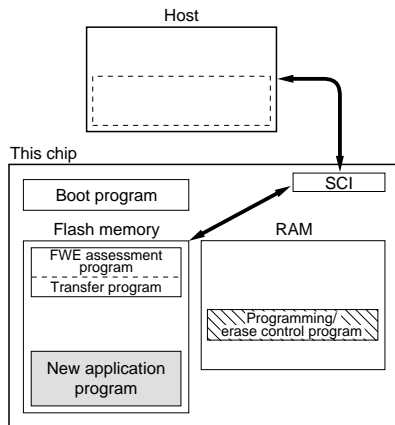 Host
This chip
SCI
Boot program
Flash memory
RAM
FWE assessment
program
Transfer program
Programming/
erase control program
New application
program